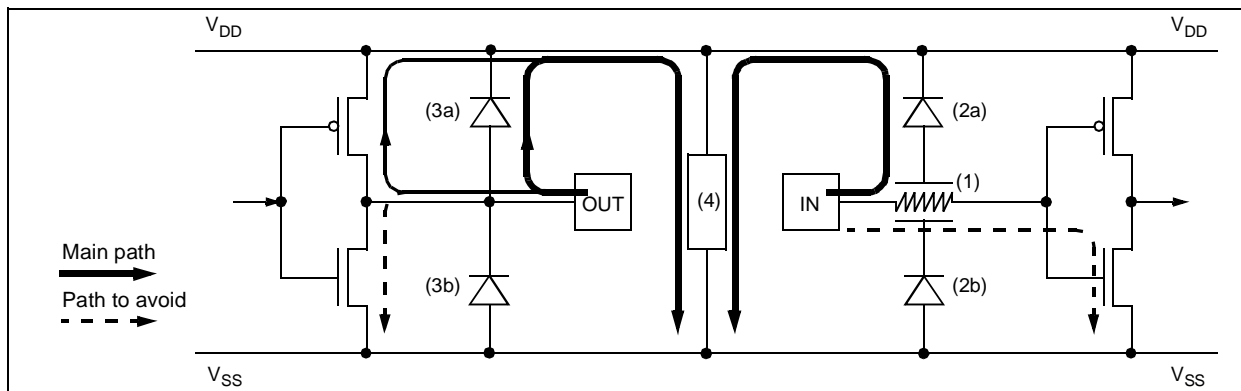 VDD
VDD
(3a)
(2a)
(1)
OUT
(4)
IN
Main path
(3b)
(2b)
Path to avoid
VSS
VSS